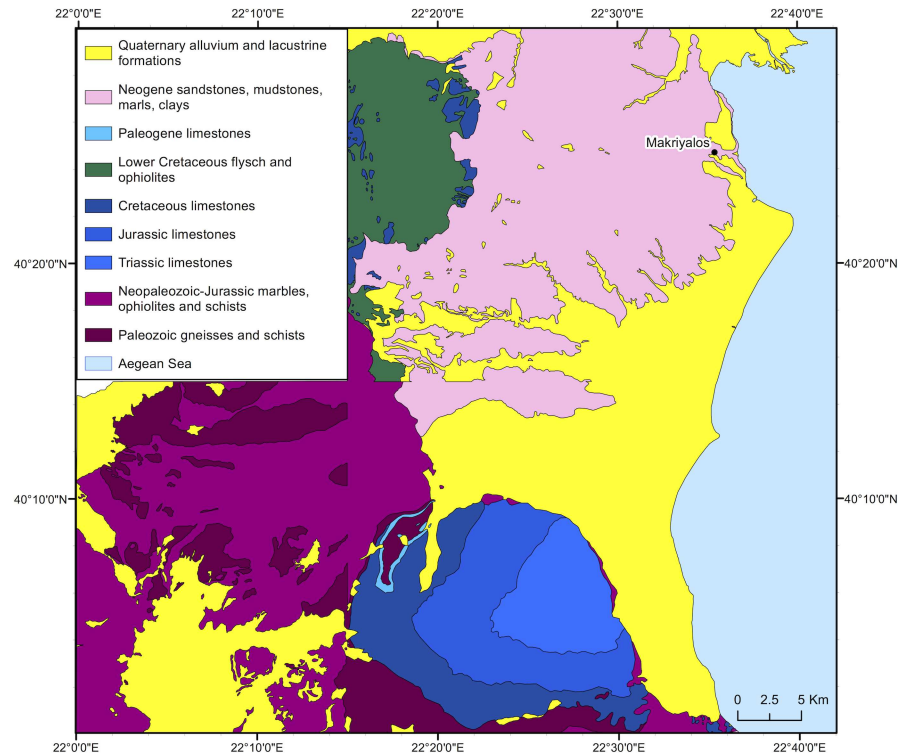 22°0'0"E
22°10'0"E
22°20'0"E
22°30'0"E
22°40'0"E
Quaternary alluvium and lacustrine
formations
Neogene sandstones, mudstones,
marls, clays
Paleogene limestones
Lower Cretaceous flysch and
ophiolites
Cretaceous limestones
Jurassic limestones
Triassic limestones
Neopaleozoic-Jurassic marbles,
ophiolites and schists
Paleozoic gneisses and schists
Aegean Sea
Makriyalos
40°20'0"N
40°20'0"N
40°10'0"N
40°10'0"N
0 2.5 5 Km
22°0'0"E
22°10'0"E
22°20'0"E
22°30'0"E
22°40'0"E